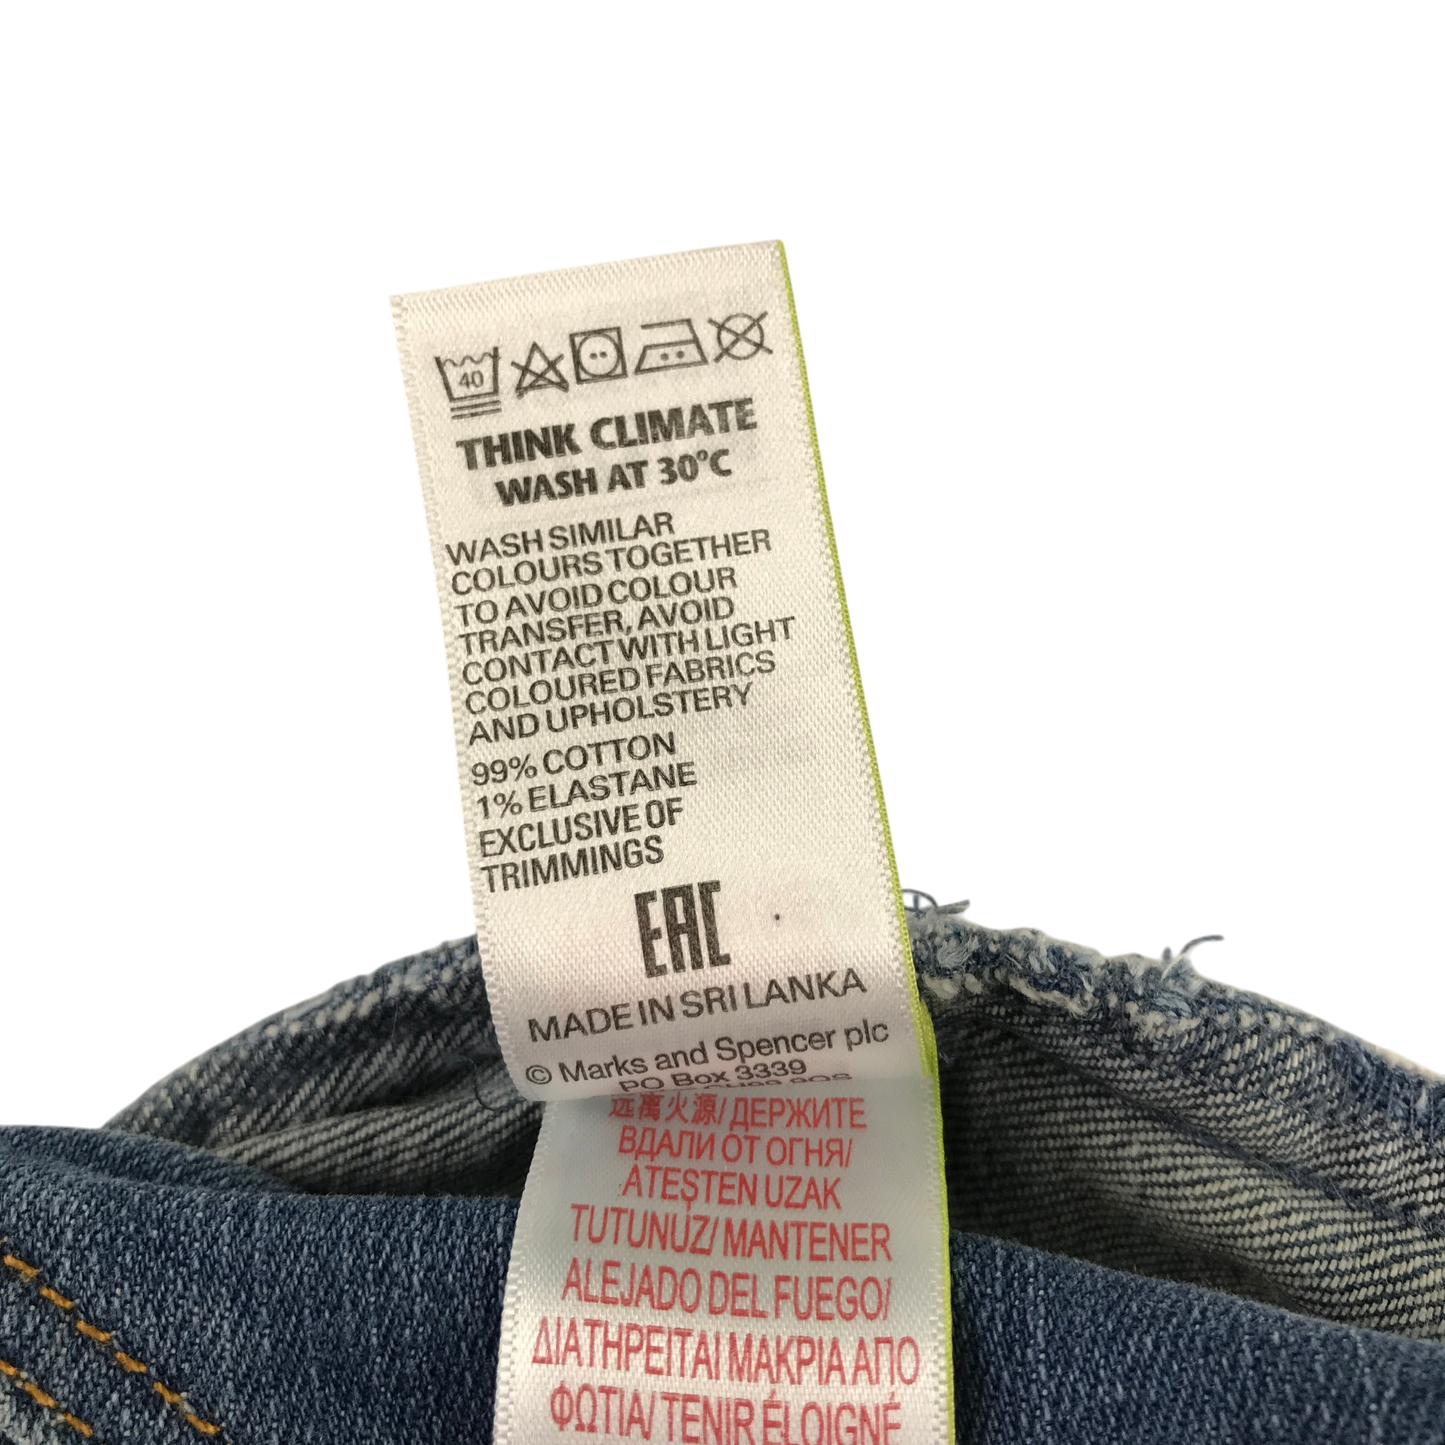 40
THINK CLIMATE
WASH AT 30°C
WASH SIMILAR
COLOURS TOGETHER
TO AVOID COLOUR
TRANSFER, AVOID
CONTACT WITH LIGHT
COLOURED FABRICS
AND UPHOLSTERY
99% COTTON
1% ELASTANE
EXCLUSIVE OF
TRIMMINGS
EAC
MADE IN SRI LANKA
© Marks and Spencer plc
PO Box 3339
远离火源/ ДЕРЖИТЕ
ВДАЛИ ОТ ОГНЯ/
ATEŞTEN UZAK
TUTUNUZ/ MANTENER
ALEJADO DEL FUEGO/
ΔΙΑΤΗΡΕΙΤΑΙ ΜΑΚΡΙΑ ΑΠΟ
ΦΩΤΙΑ/ TENIR ÉLOIGNÉ